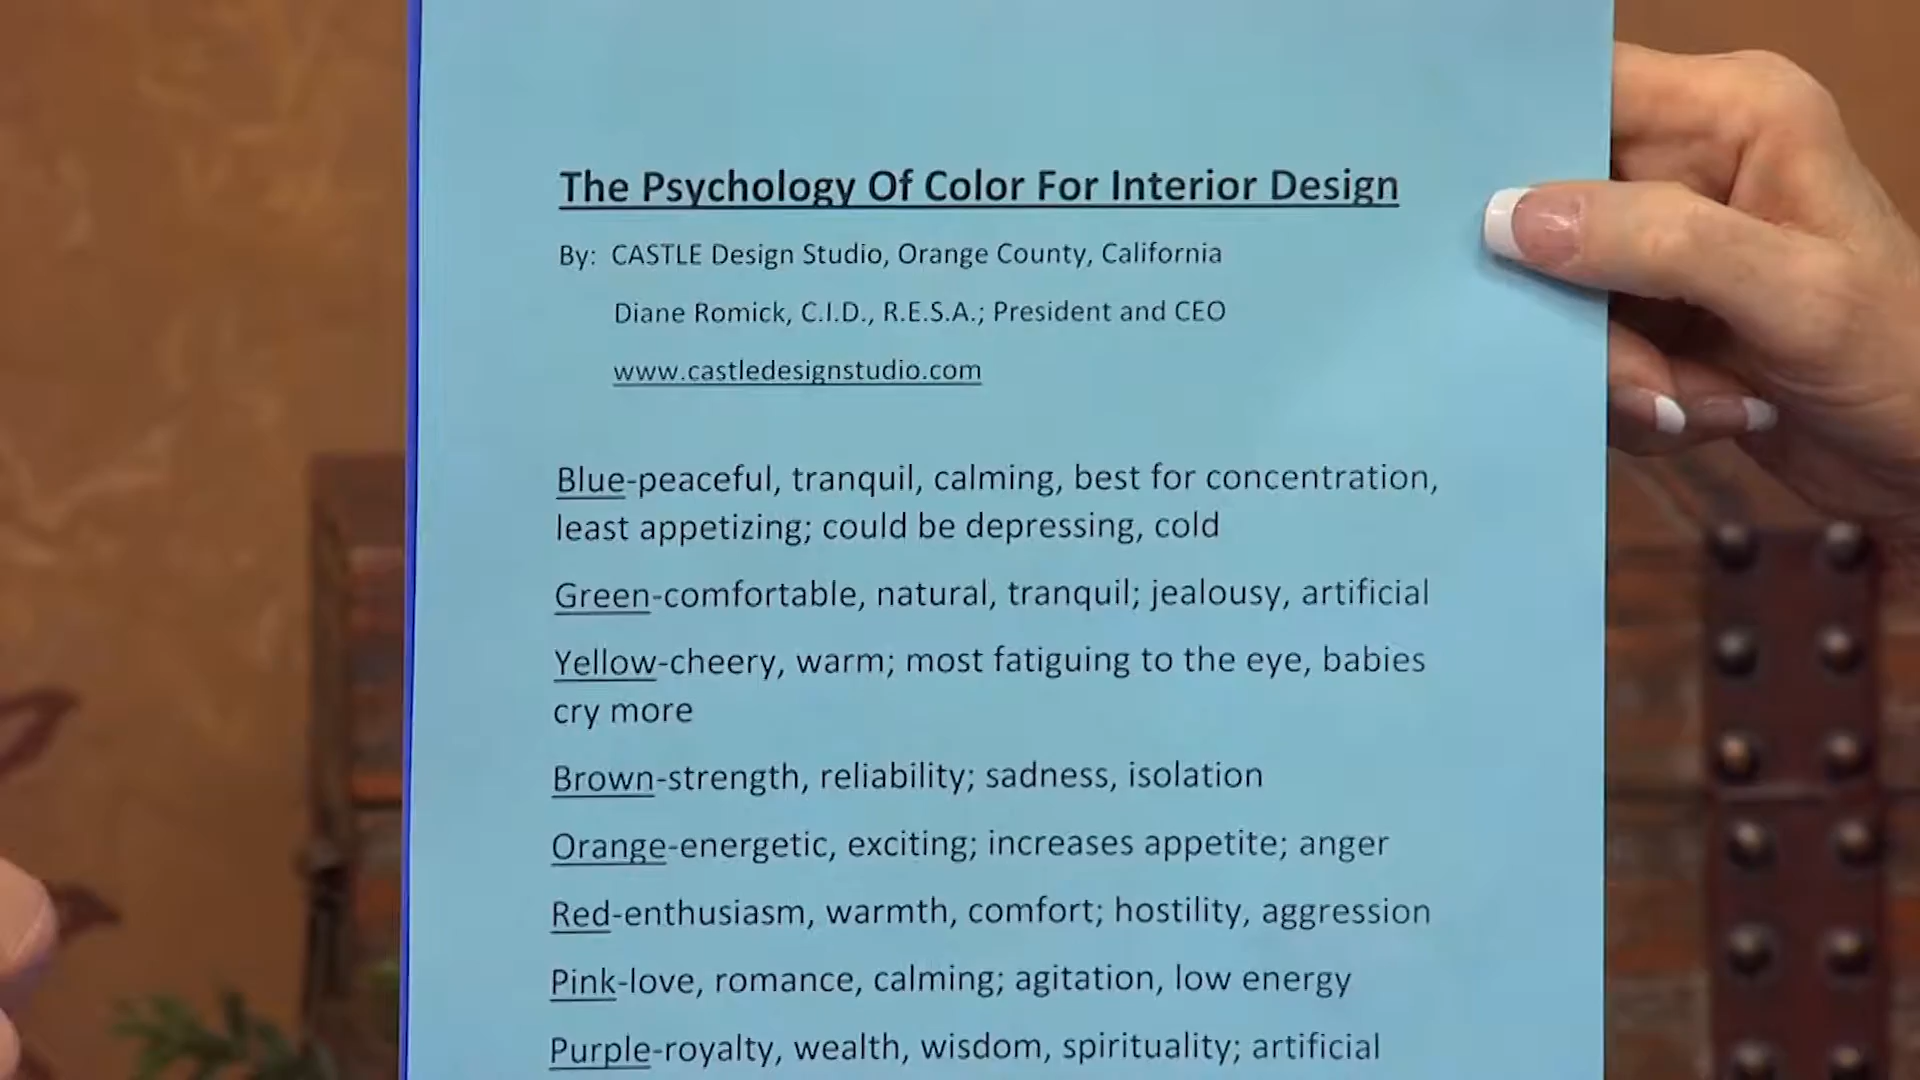 The Psychology Of Color For Interior Design
By: CASTLE Design Studio, Orange County, California
Diane Romick, C.I.D., R.E.S.A.; President and CEO
www.castledesignstudio.com
Blue-peaceful, tranquil, calming, best for concentration,
least appetizing; could be depressing, cold
Green-comfortable, natural, tranquil; jealousy, artificial
Yellow-cheery, warm; most fatiguing to the eye, babies
cry more
Brown-strength, reliability; sadness, isolation
Orange-energetic, exciting; increases appetite; anger
Red-enthusiasm, warmth, comfort; hostility, aggression
Pink-love, romance, calming; agitation, low energy
Purple-royalty, wealth, wisdom, spirituality; artificial